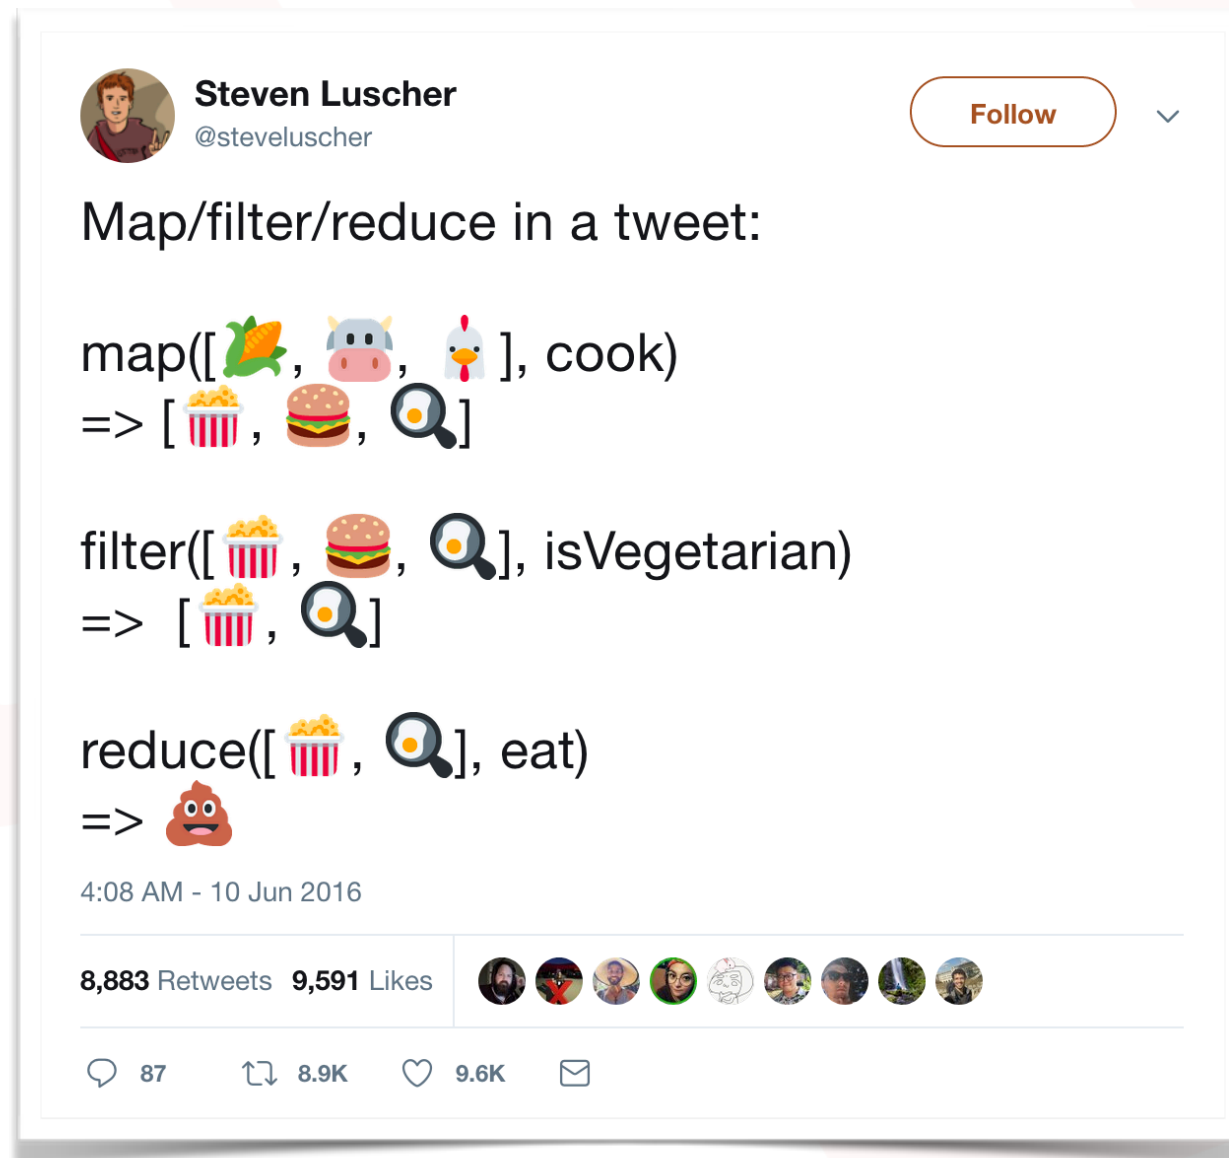 Steven Luscher
@steveluscher
Follow
Map/filter/reduce in a tweet:
map([🌽, 🐮, 🐔], cook)
=> [🍿, 🍔, 🍳]
filter([🍿, 🍔, 🍳], isVegetarian)
=> [🍿, 🍳]
reduce([🍿, 🍳], eat)
=> 💩
4:08 AM - 10 Jun 2016
8,883 Retweets 9,591 Likes
87 8.9K 9.6K